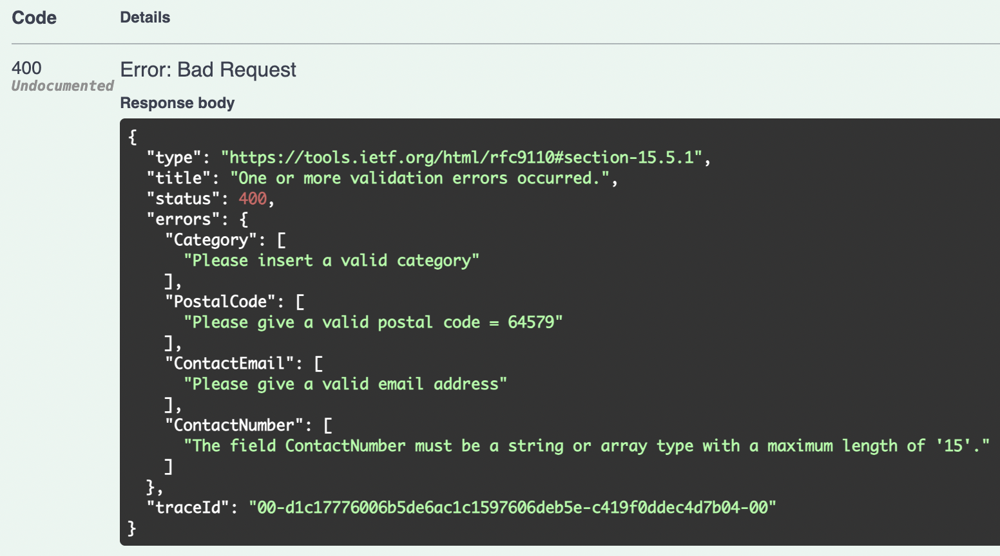 Code Details
400 Error: Bad Request
Undocumented
Response body
{
  "type": "https://tools.ietf.org/html/rfc9110#section-15.5.1",
  "title": "One or more validation errors occurred.",
  "status": 400,
  "errors": {
    "Category": [
      "Please insert a valid category"
    ],
    "PostalCode": [
      "Please give a valid postal code = 64579"
    ],
    "ContactEmail": [
      "Please give a valid email address"
    ],
    "ContactNumber": [
      "The field ContactNumber must be a string or array type with a maximum length of '15'."
    ]
  },
  "traceId": "00-d1c17776006b5de6ac1c1597606deb5e-c419f0ddec4d7b04-00"
}